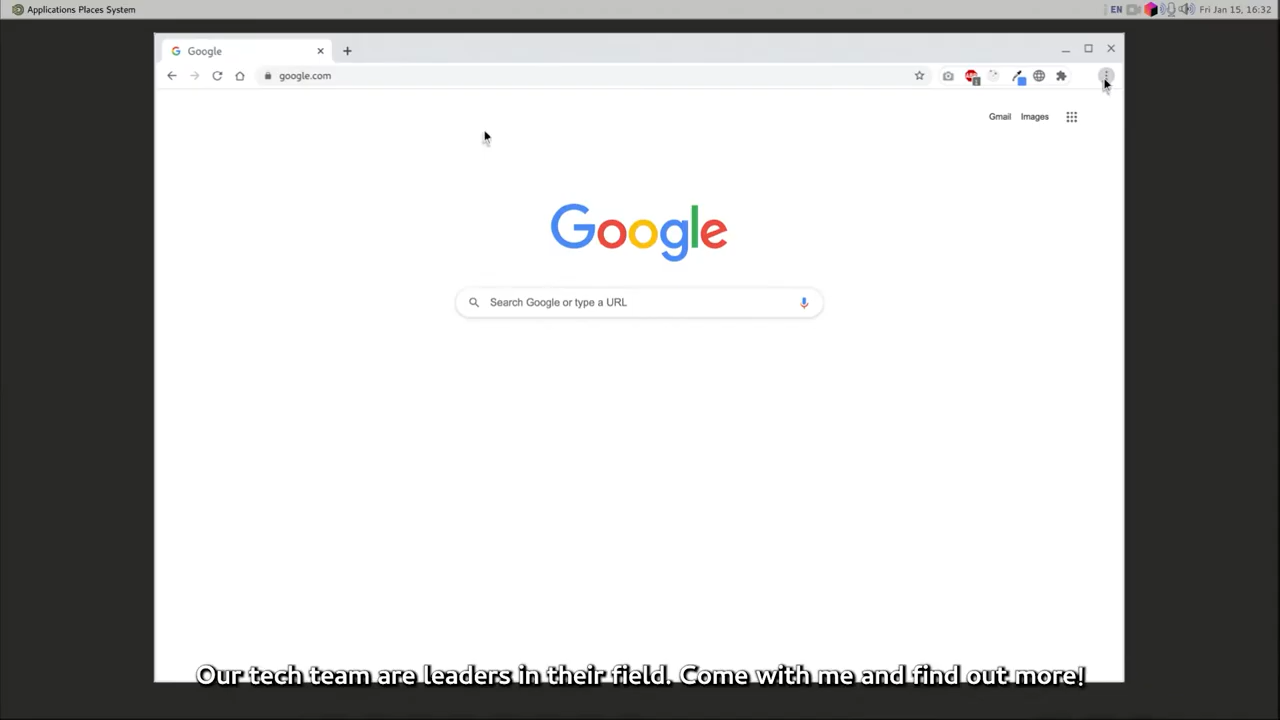 Applications Places System
EN
Fri Jan 15, 16:32
Google
google.com
Gmail Images
Google
Search Google or type a URL
Our tech team are leaders in their field. Come with me and find out more!